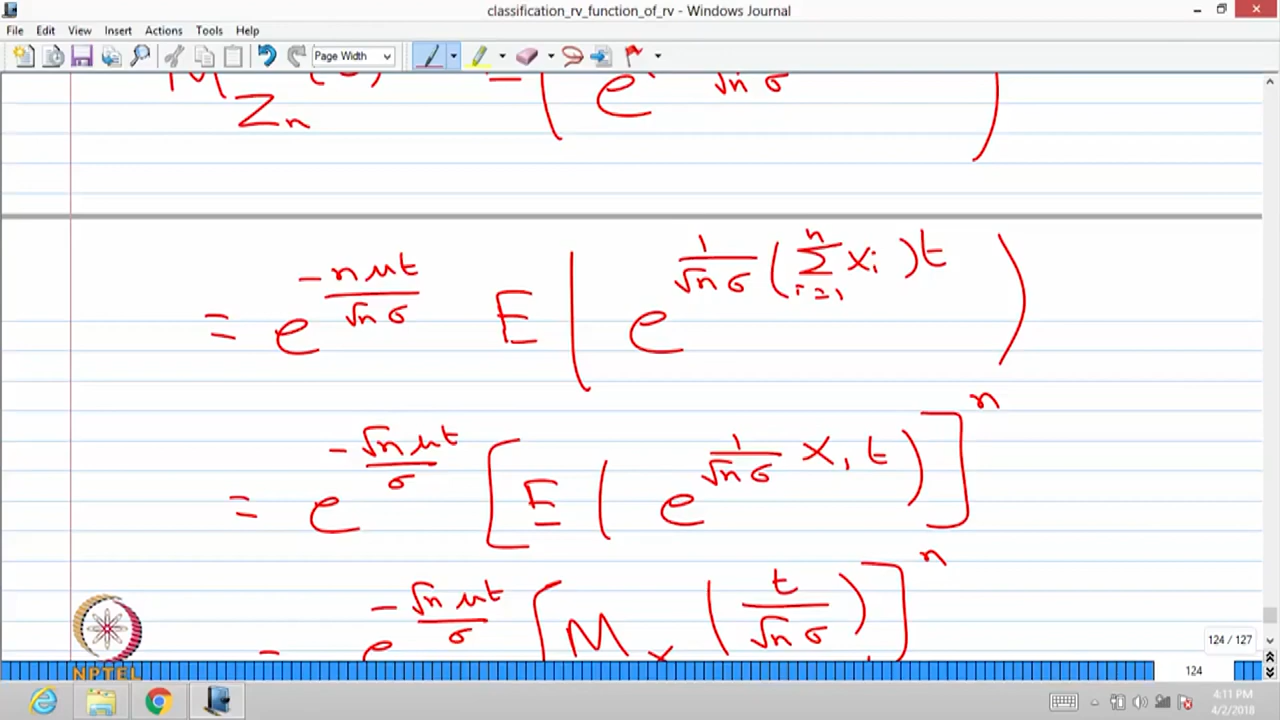 classification_rv_function_of_rv - Windows Journal
File Edit View Insert Actions Tools Help
Page Width
M_{Z_n}(t) = ( e^{t} √n σ )
= e^{-nμt/(√n σ)} E( e^{1/(√n σ) (∑_{i=1}^{n} X_i) t} )
= e^{-√n μt/σ} [ E( e^{1/(√n σ) X_1 t} ) ]^n
= e^{-√n μt/σ} [ M_X ( t/(√n σ) ) ]^n
NPTEL
124 / 127
124
4:11 PM
4/2/2018